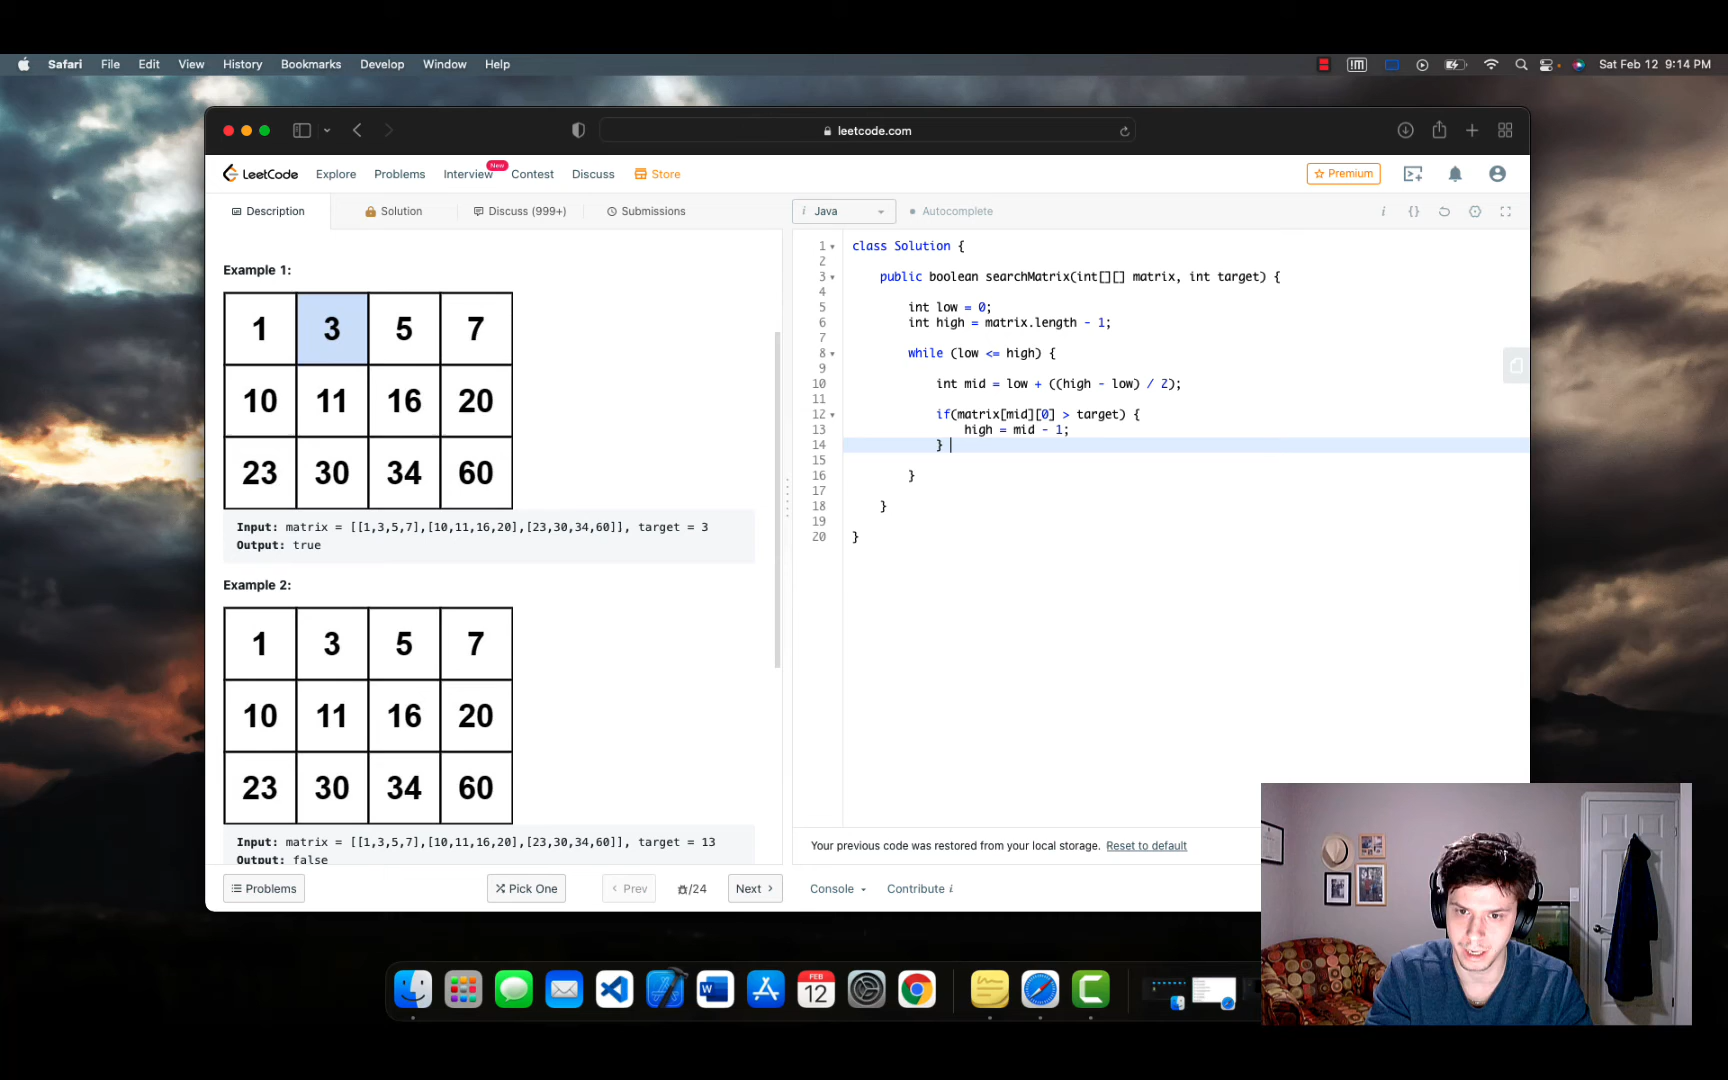 Safari File Edit View History Bookmarks Develop Window Help
Sat Feb 12 9:14 PM
leetcode.com
LeetCode Explore Problems Interview New Contest Discuss Store
Premium
Description Solution Discuss (999+) Submissions
i Java Autocomplete
Example 1:
1 3 5 7
10 11 16 20
23 30 34 60
Input: matrix = [[1,3,5,7],[10,11,16,20],[23,30,34,60]], target = 3
Output: true
Example 2:
1 3 5 7
10 11 16 20
23 30 34 60
Input: matrix = [[1,3,5,7],[10,11,16,20],[23,30,34,60]], target = 13
Output: false
1 class Solution {
2
3 public boolean searchMatrix(int[][] matrix, int target) {
4
5 int low = 0;
6 int high = matrix.length - 1;
7
8 while (low <= high) {
9
10 int mid = low + ((high - low) / 2);
11
12 if(matrix[mid][0] > target) {
13 high = mid - 1;
14 }
15
16 }
17
18 }
19
20 }
Your previous code was restored from your local storage. Reset to default
Problems Pick One Prev /24 Next
Console Contribute i
FEB
12